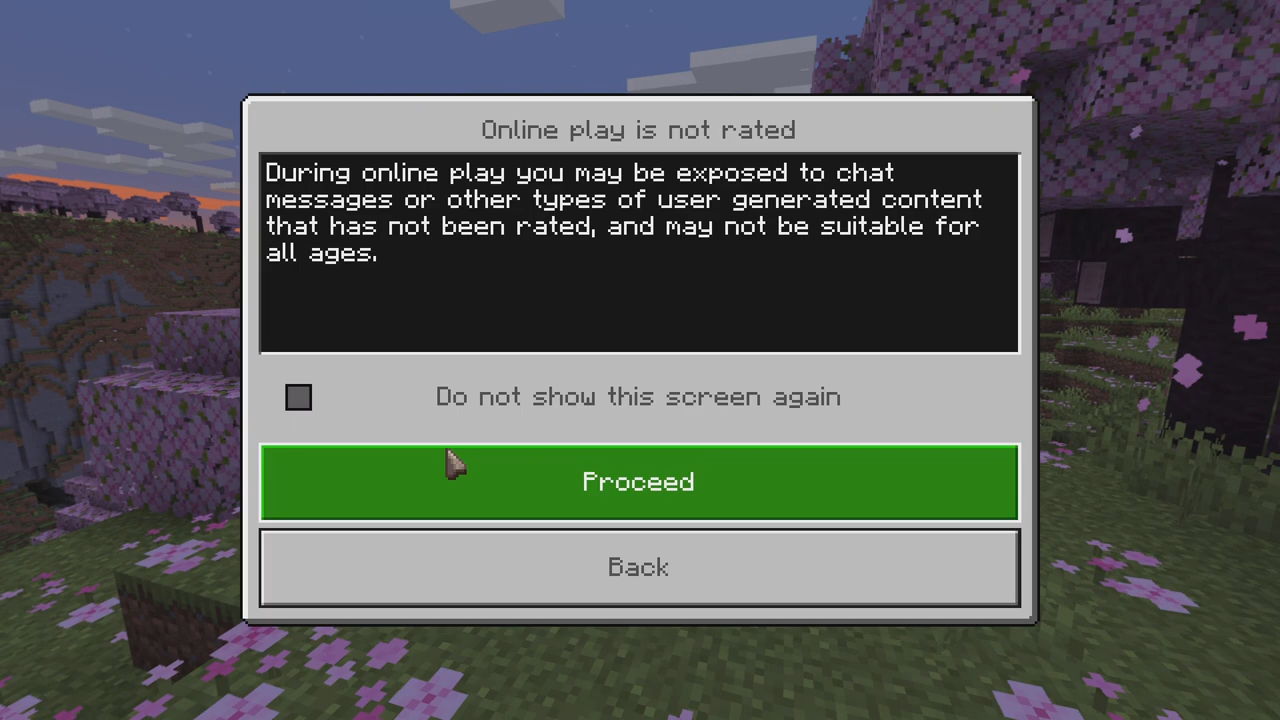 Online play is not rated
During online play you may be exposed to chat
messages or other types of user generated content
that has not been rated, and may not be suitable for
all ages.
Do not show this screen again
Proceed
Back